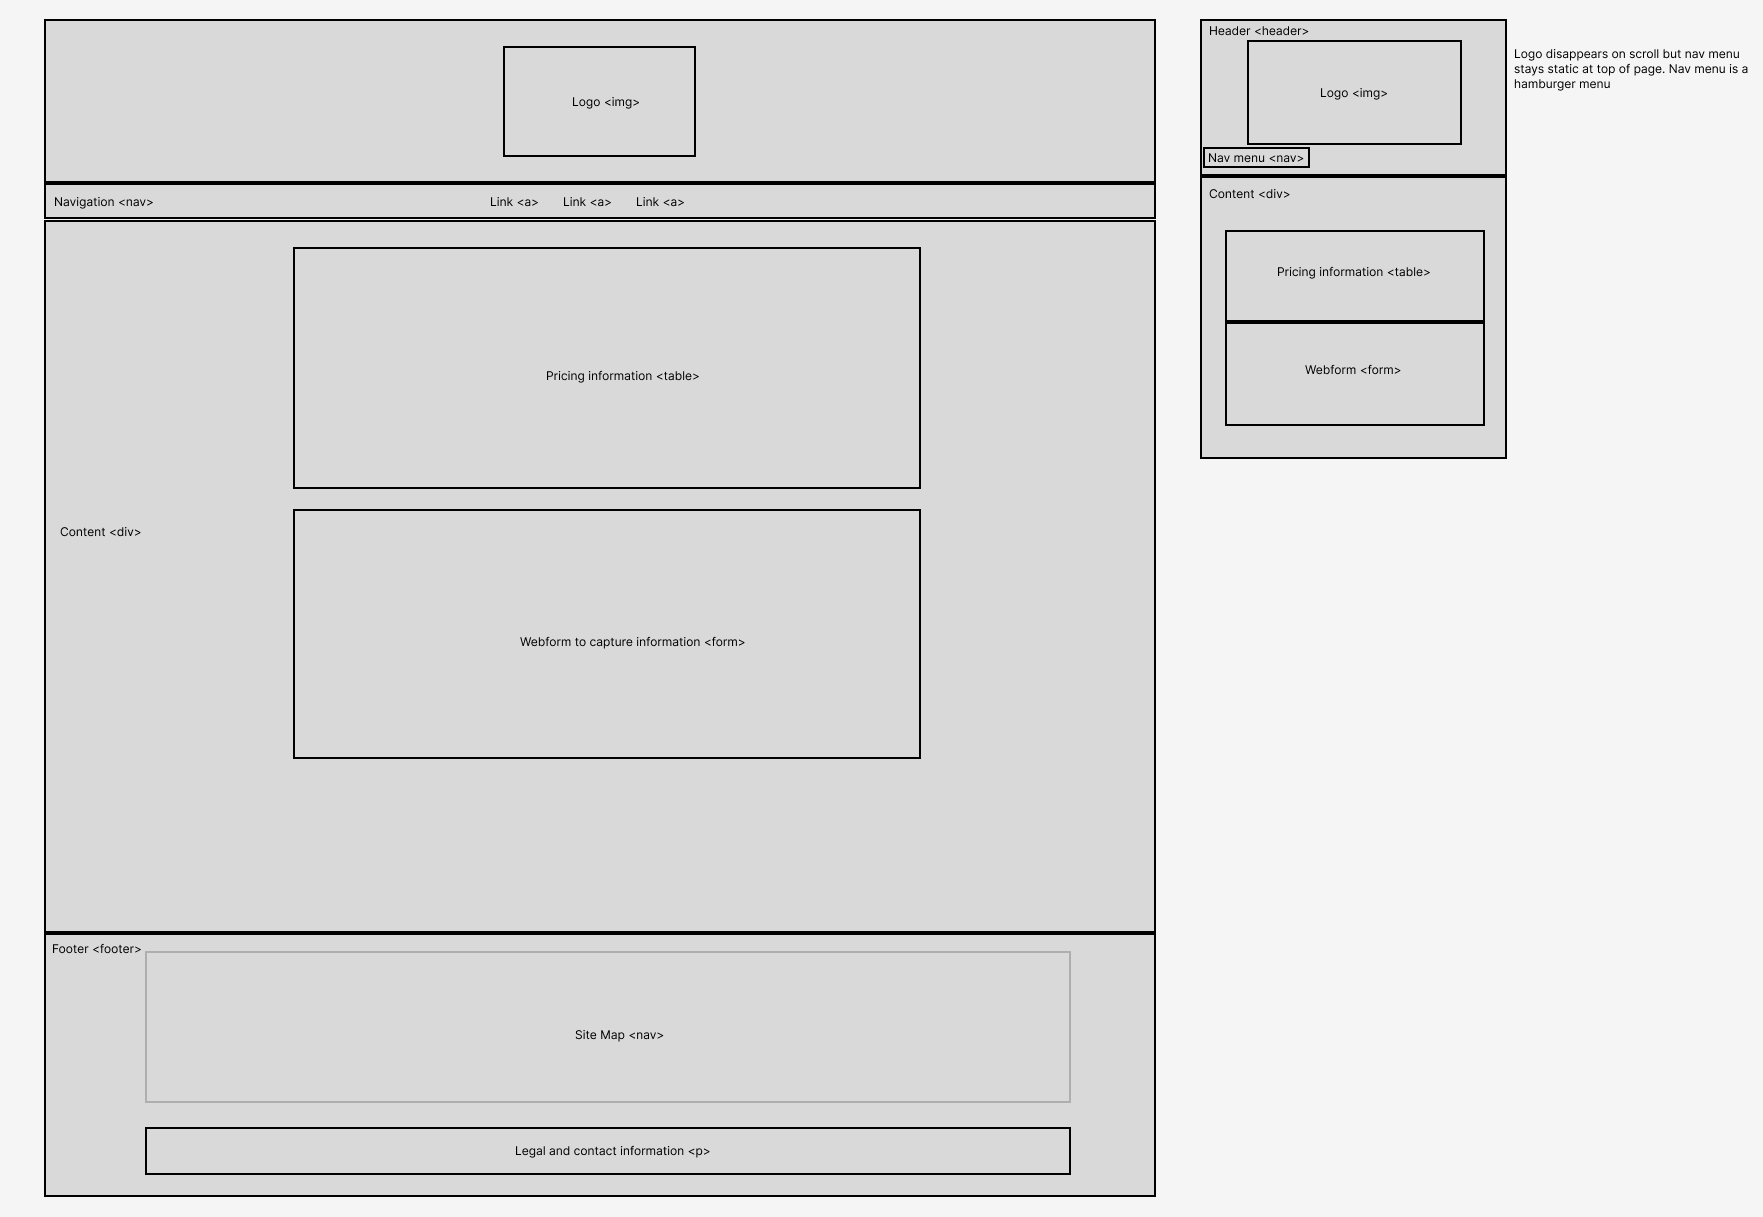 Logo <img>
Navigation <nav>
Link <a>
Link <a>
Link <a>
Pricing information <table>
Content <div>
Webform to capture information <form>
Footer <footer>
Site Map <nav>
Legal and contact information <p>
Header <header>
Logo <img>
Nav menu <nav>
Content <div>
Pricing information <table>
Webform <form>
Logo disappears on scroll but nav menu
stays static at top of page. Nav menu is a
hamburger menu